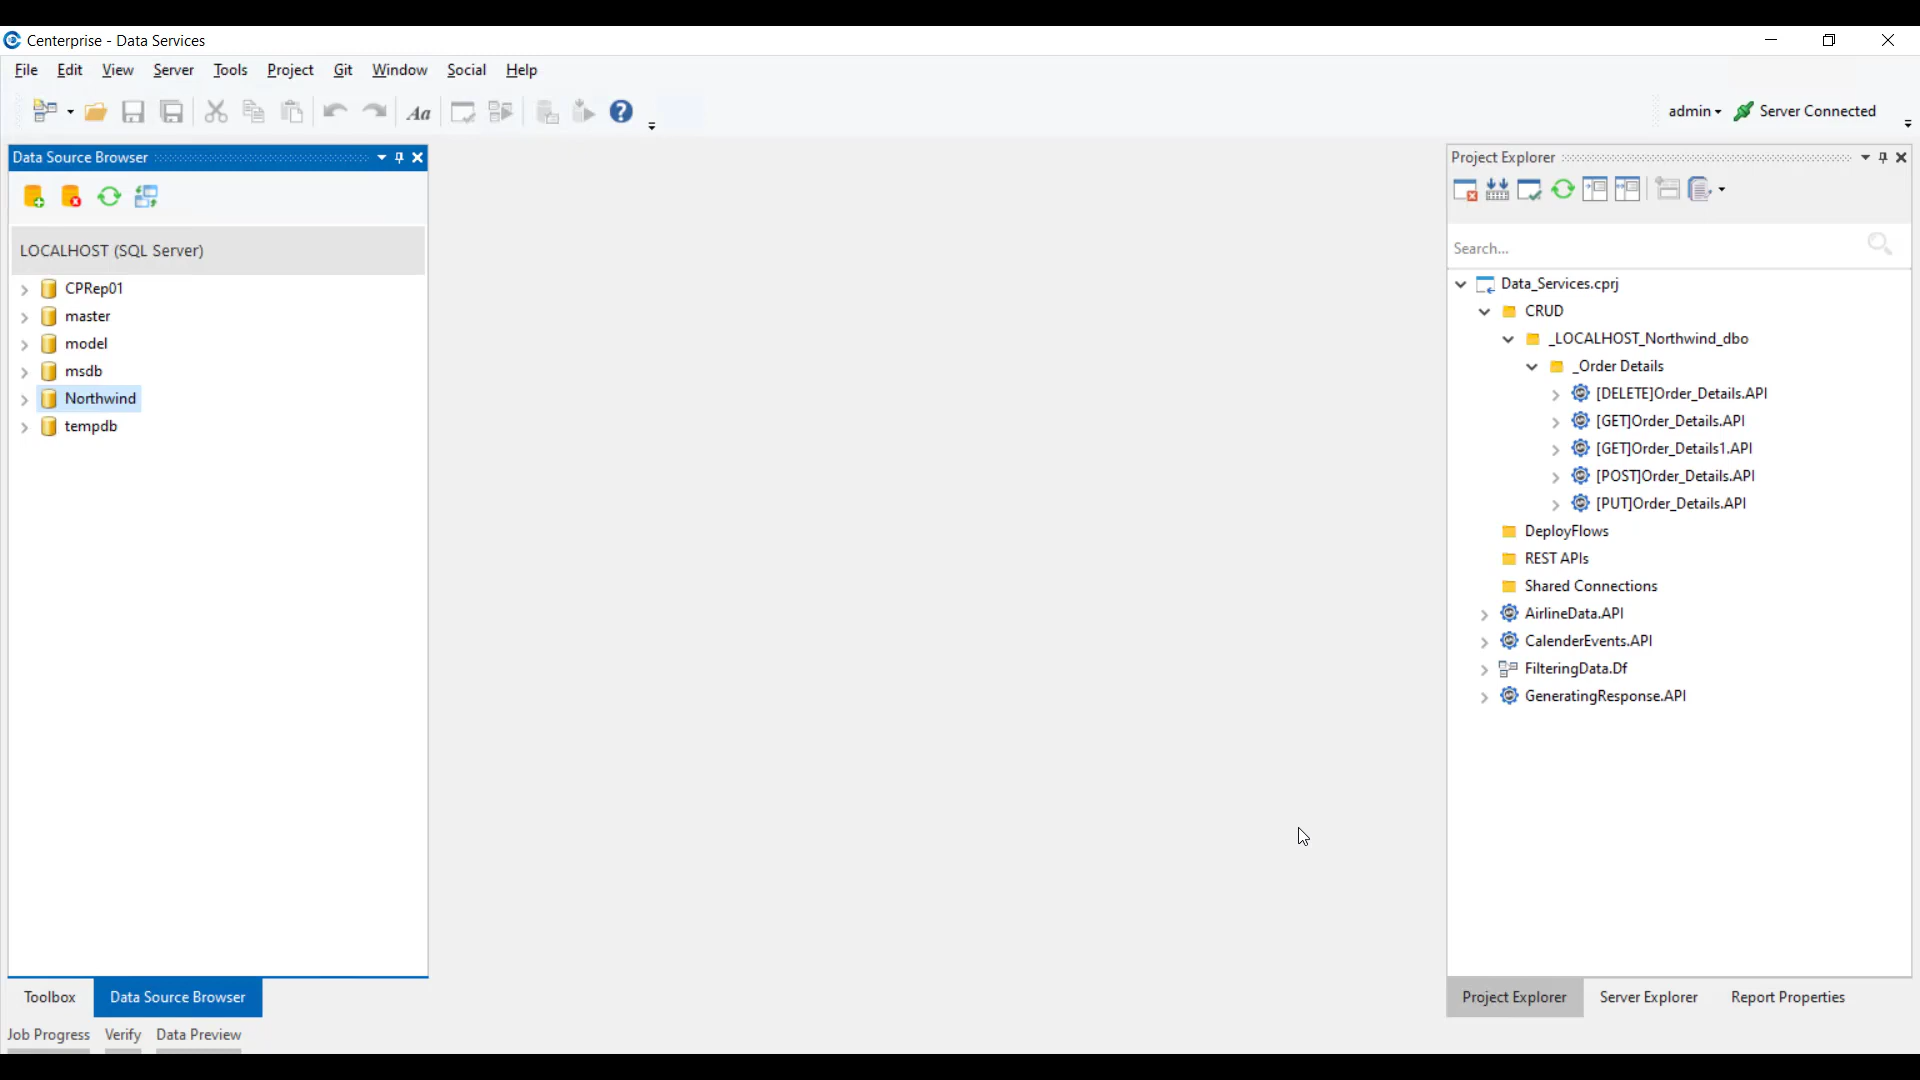 Centerprise - Data Services
File Edit View Server Tools Project Git Window Social Help
Aa
admin
Server Connected
Data Source Browser
LOCALHOST (SQL Server)
CPRep01
master
model
msdb
Northwind
tempdb
Toolbox Data Source Browser
Job Progress Verify Data Preview
Project Explorer
Search...
Data_Services.cprj
CRUD
_LOCALHOST_Northwind_dbo
_Order Details
[DELETE]Order_Details.API
[GET]Order_Details.API
[GET]Order_Details1.API
[POST]Order_Details.API
[PUT]Order_Details.API
DeployFlows
REST APIs
Shared Connections
AirlineData.API
CalenderEvents.API
FilteringData.Df
GeneratingResponse.API
Project Explorer Server Explorer Report Properties